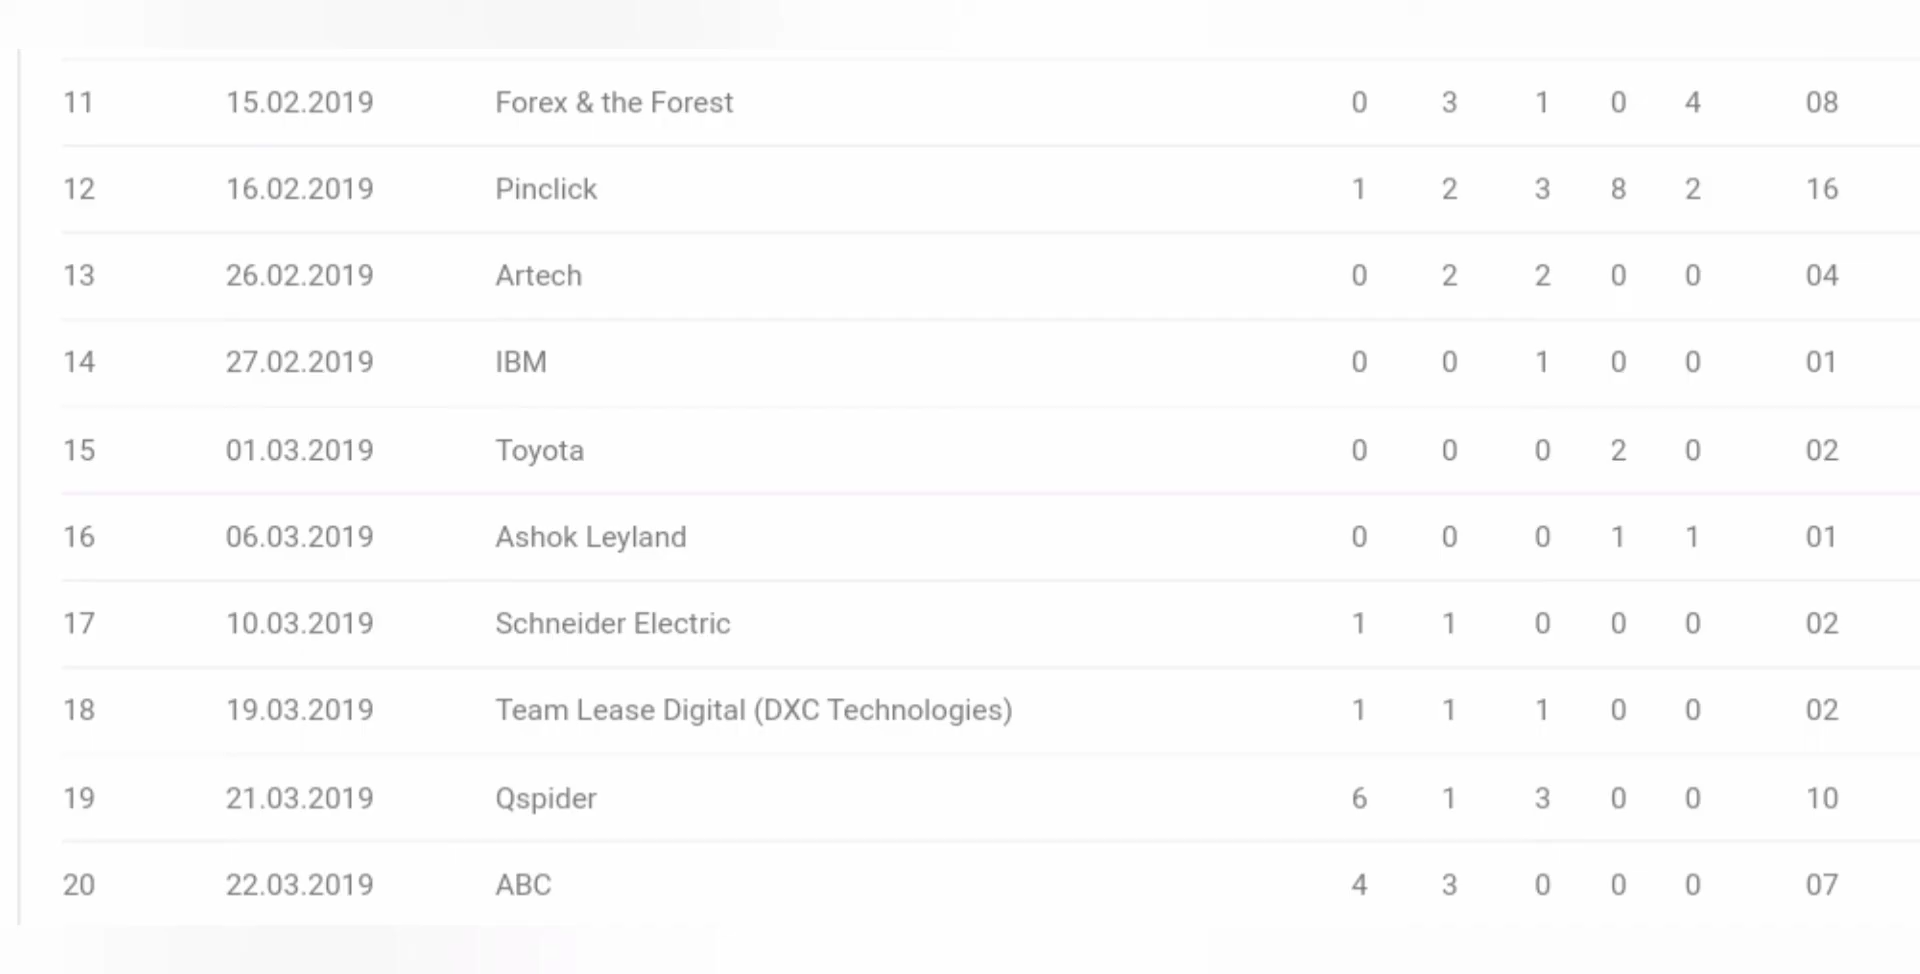 11 15.02.2019 Forex & the Forest 0 3 1 0 4 08
12 16.02.2019 Pinclick 1 2 3 8 2 16
13 26.02.2019 Artech 0 2 2 0 0 04
14 27.02.2019 IBM 0 0 1 0 0 01
15 01.03.2019 Toyota 0 0 0 2 0 02
16 06.03.2019 Ashok Leyland 0 0 0 1 1 01
17 10.03.2019 Schneider Electric 1 1 0 0 0 02
18 19.03.2019 Team Lease Digital (DXC Technologies) 1 1 1 0 0 02
19 21.03.2019 Qspider 6 1 3 0 0 10
20 22.03.2019 ABC 4 3 0 0 0 07